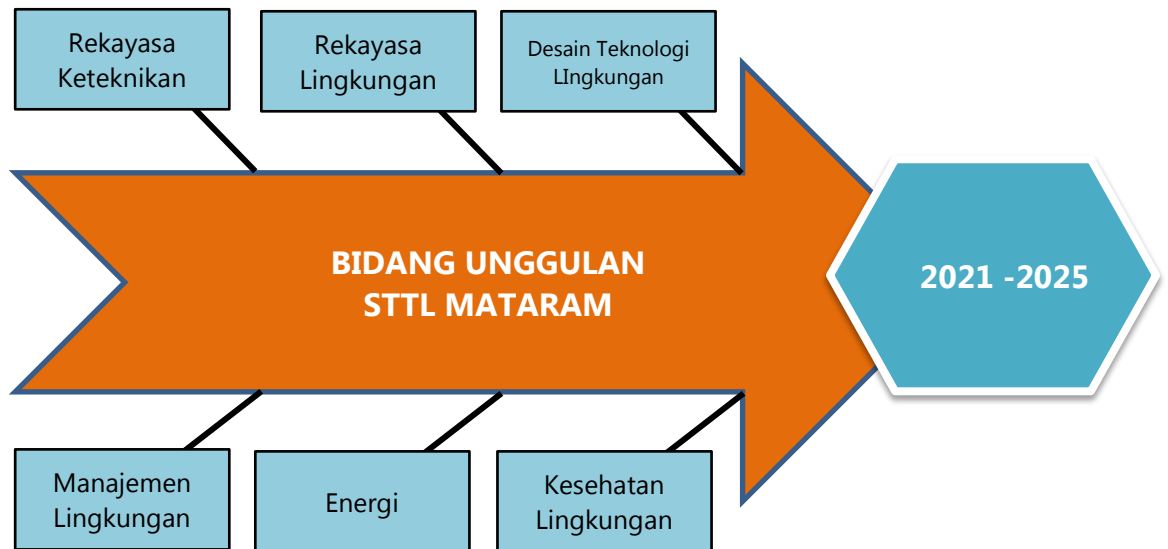 Rekayasa
Keteknikan
Rekayasa
Lingkungan
Desain Teknologi
LIngkungan
BIDANG UNGGULAN
STTL MATARAM
2021 -2025
Manajemen
Lingkungan
Energi
Kesehatan
Lingkungan